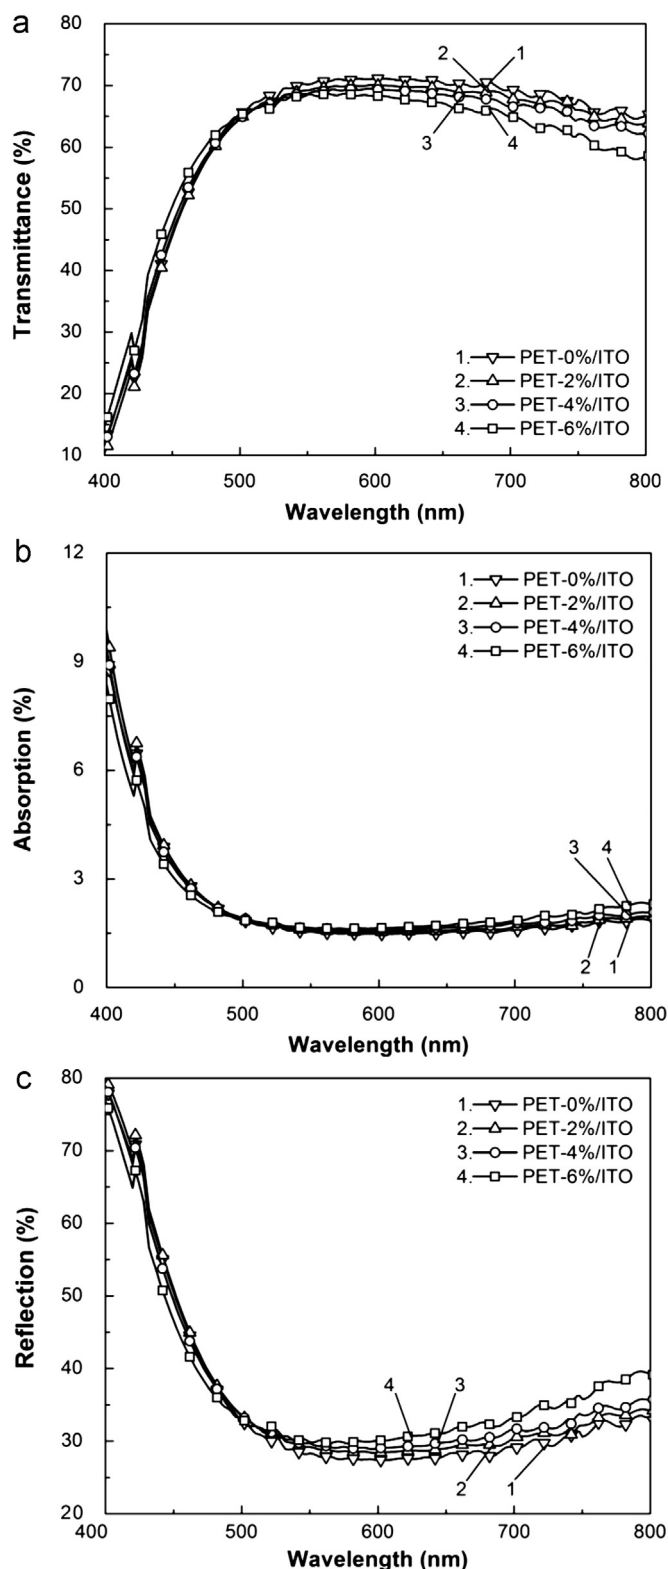 a
80
70
60
50
40
30
20
10
Transmittance (%)
2 1
3 4
1. PET-0%/ITO
2. PET-2%/ITO
3. PET-4%/ITO
4. PET-6%/ITO
400 500 600 700 800
Wavelength (nm)
b
12
9
6
3
0
Absorption (%)
1. PET-0%/ITO
2. PET-2%/ITO
3. PET-4%/ITO
4. PET-6%/ITO
3 4
2 1
400 500 600 700 800
Wavelength (nm)
c
80
70
60
50
40
30
20
Reflection (%)
1. PET-0%/ITO
2. PET-2%/ITO
3. PET-4%/ITO
4. PET-6%/ITO
4 3
2 1
400 500 600 700 800
Wavelength (nm)